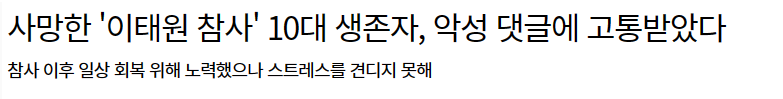 사망한 '이태원 참사' 10대 생존자, 악성 댓글에 고통받았다
참사 이후 일상 회복 위해 노력했으나 스트레스를 견디지 못해